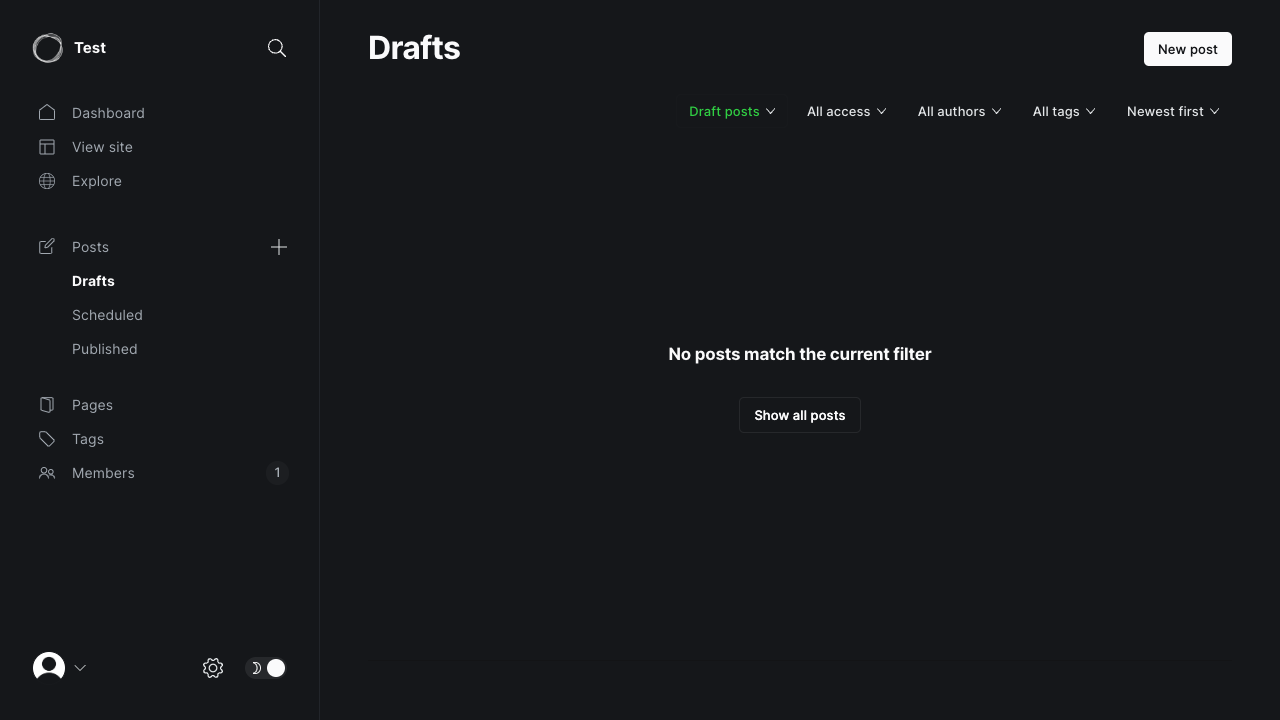 Test
Dashboard
View site
Explore
Posts
Drafts
Scheduled
Published
Pages
Tags
Members
1
Drafts
New post
Draft posts
All access
All authors
All tags
Newest first
No posts match the current filter
Show all posts